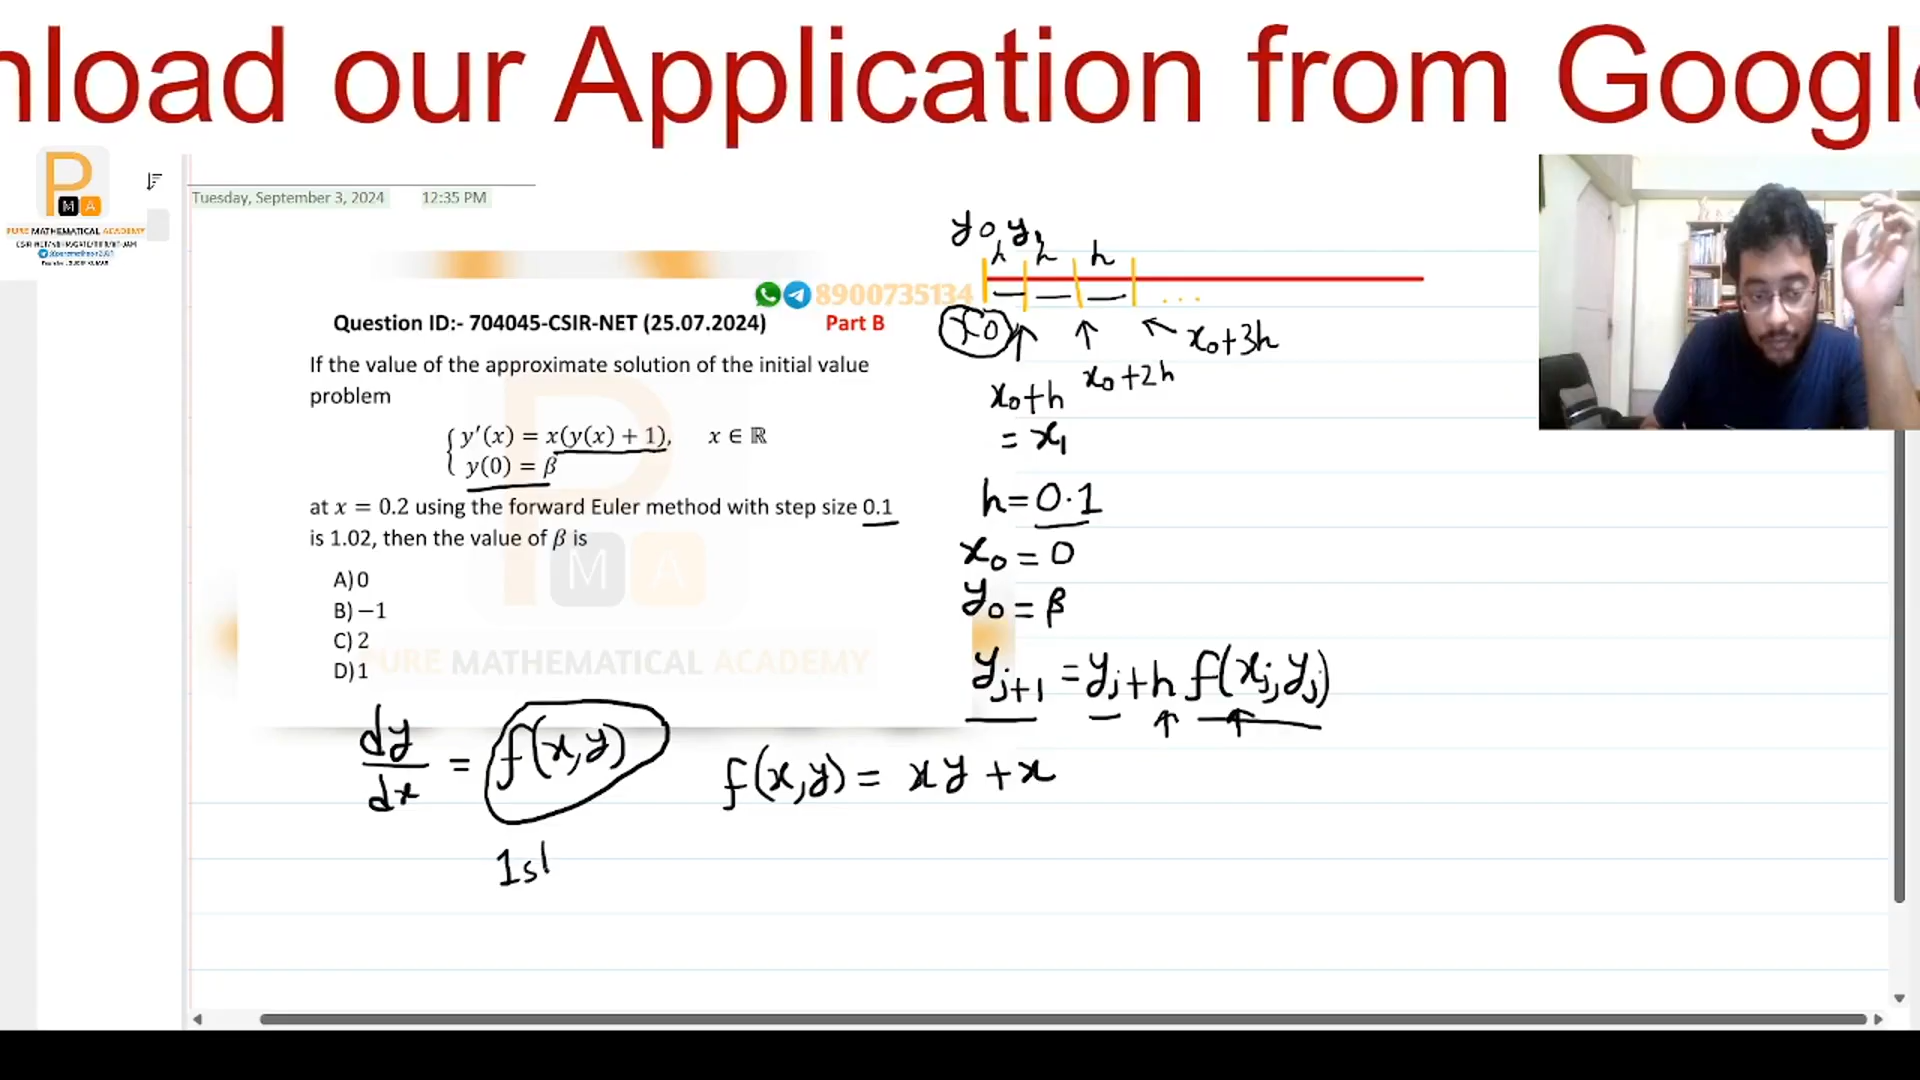 nload our Application from Googl
P
M A
PURE MATHEMATICAL ACADEMY
Tuesday, September 3, 2024 12:35 PM
8900735134
Question ID:- 704045-CSIR-NET (25.07.2024) Part B
If the value of the approximate solution of the initial value
problem
y′(x) = x(y(x) + 1), x ∈ ℝ
y(0) = β
at x = 0.2 using the forward Euler method with step size 0.1
is 1.02, then the value of β is
A) 0
B) −1
C) 2
D) 1
M A
PURE MATHEMATICAL ACADEMY
dy/dx = f(x,y)
f(x,y) = xy + x
1st
y0 y1
h h h
...
x0
x0+h
= x1
x0+2h
x0+3h
h = 0.1
x0 = 0
y0 = β
yj+1 = yj + h f(xj, yj)